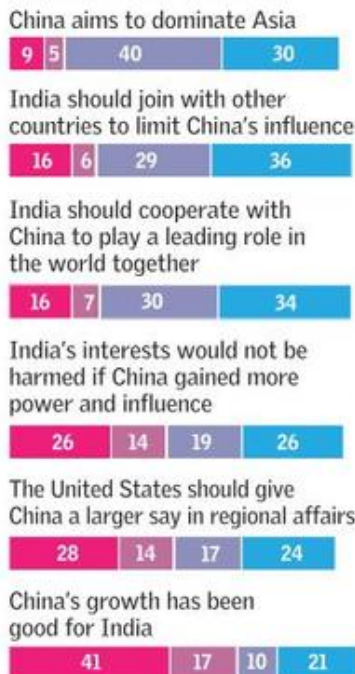 China aims to dominate Asia
9 5 40 30
India should join with other
countries to limit China's influence
16 6 29 36
India should cooperate with
China to play a leading role in
the world together
16 7 30 34
India's interests would not be
harmed if China gained more
power and influence
26 14 19 26
The United States should give
China a larger say in regional affairs
28 14 17 24
China's growth has been
good for India
41 17 10 21